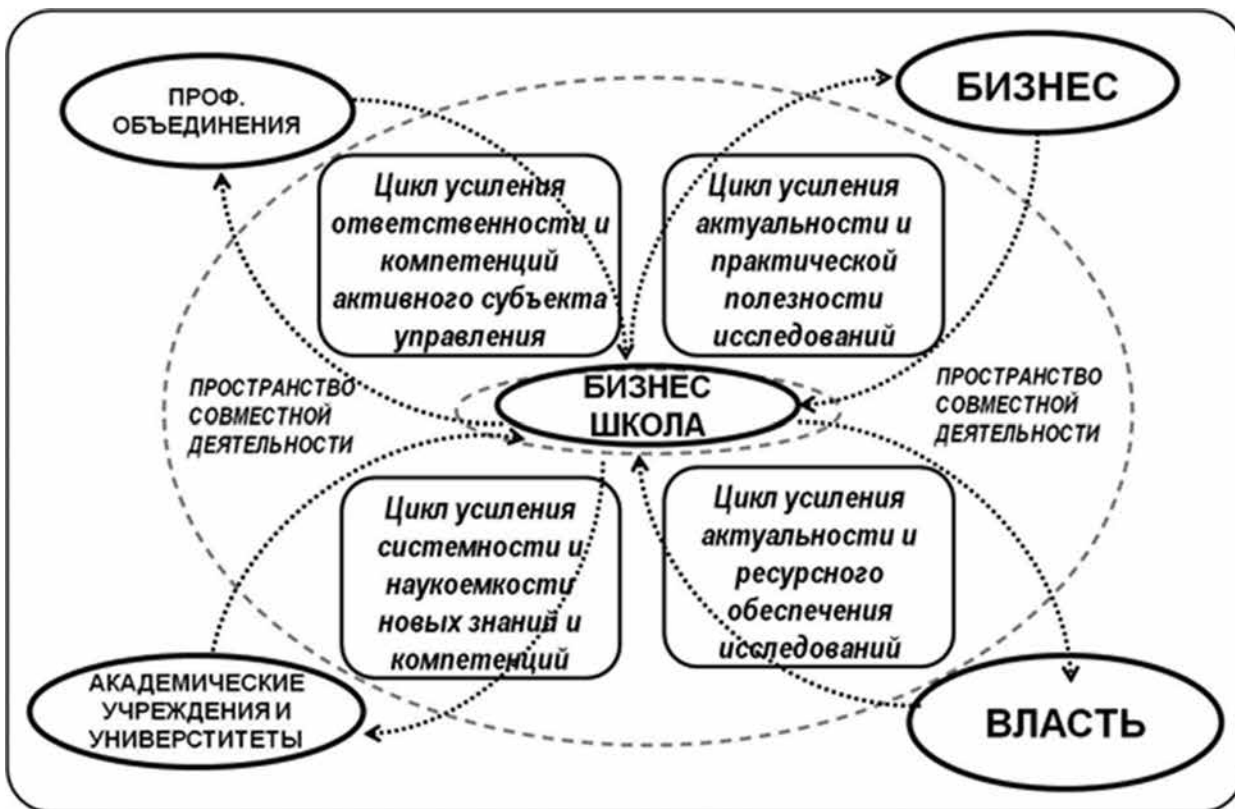 ПРОФ.
ОБЪЕДИНЕНИЯ
БИЗНЕС
Цикл усиления
ответственности и
компетенций
активного субъекта
управления
Цикл усиления
актуальности и
практической
полезности
исследований
ПРОСТРАНСТВО
СОВМЕСТНОЙ
ДЕЯТЕЛЬНОСТИ
БИЗНЕС
ШКОЛА
ПРОСТРАНСТВО
СОВМЕСТНОЙ
ДЕЯТЕЛЬНОСТИ
Цикл усиления
системности и
наукоемкости
новых знаний и
компетенций
Цикл усиления
актуальности и
ресурсного
обеспечения
исследований
АКАДЕМИЧЕСКИЕ
УЧРЕЖДЕНИЯ И
УНИВЕРСТИТЕТЫ
ВЛАСТЬ